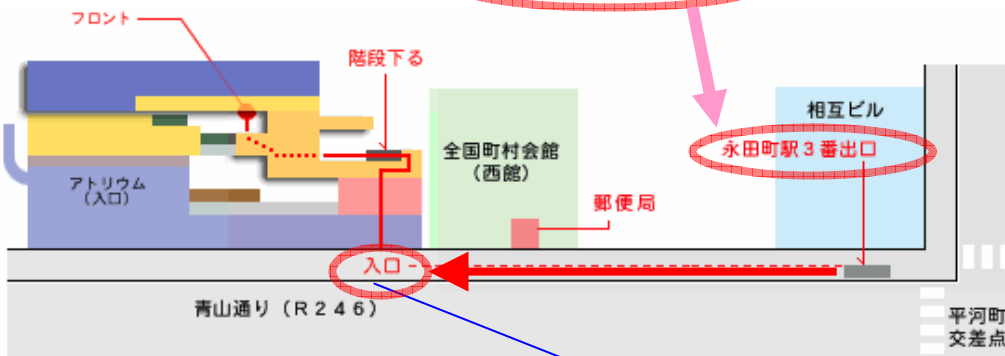 フロント
階段下る
相互ビル
永田町駅３番出口
全国町村会館
（西館）
アトリウム
（入口）
郵便局
入口
青山通り（Ｒ２４６）
平河町
交差点